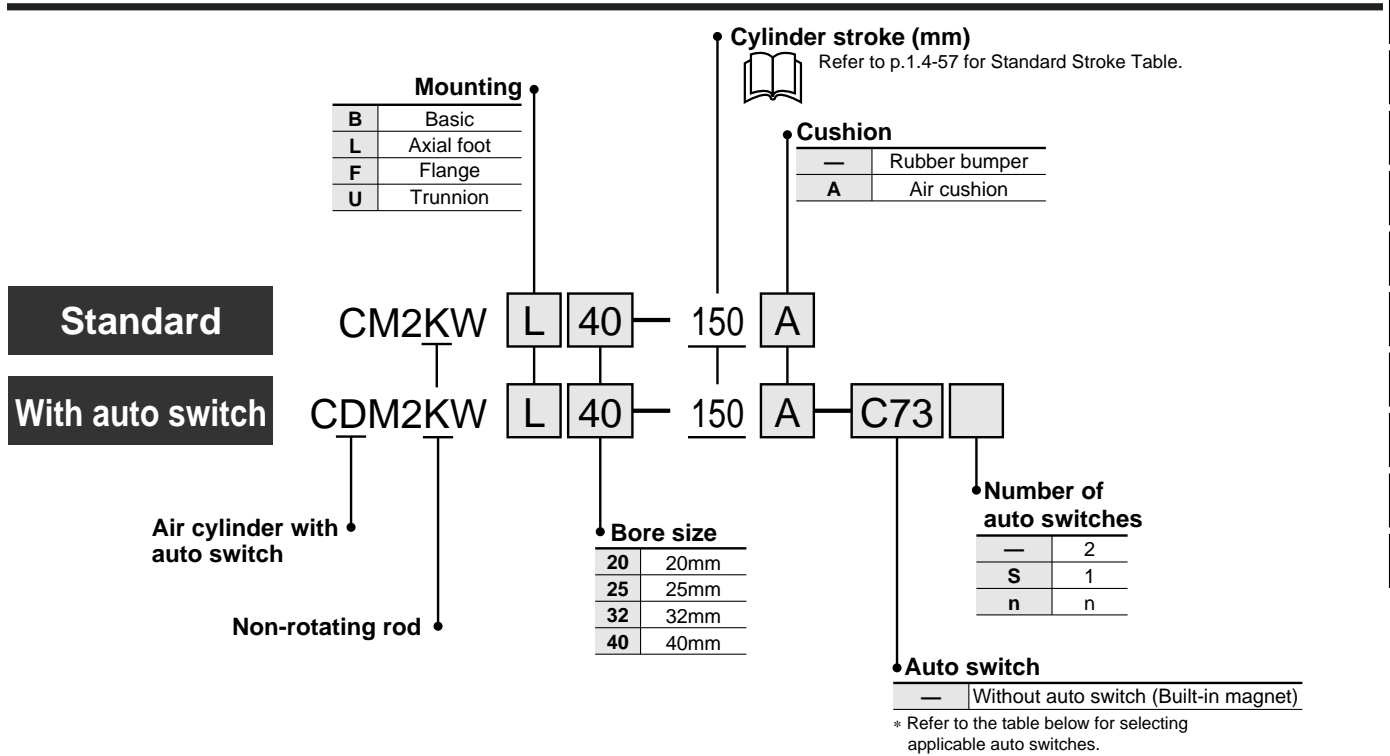 Cylinder stroke (mm)
Refer to p.1.4-57 for Standard Stroke Table.
Mounting
B Basic
L Axial foot
F Flange
U Trunnion
Cushion
— Rubber bumper
A Air cushion
Standard CM2KW L 40 — 150 A
With auto switch CDM2KW L 40 — 150 A — C73
Air cylinder with
auto switch
Non-rotating rod
Bore size
20 20mm
25 25mm
32 32mm
40 40mm
Number of
auto switches
— 2
S 1
n n
Auto switch
— Without auto switch (Built-in magnet)
* Refer to the table below for selecting
applicable auto switches.